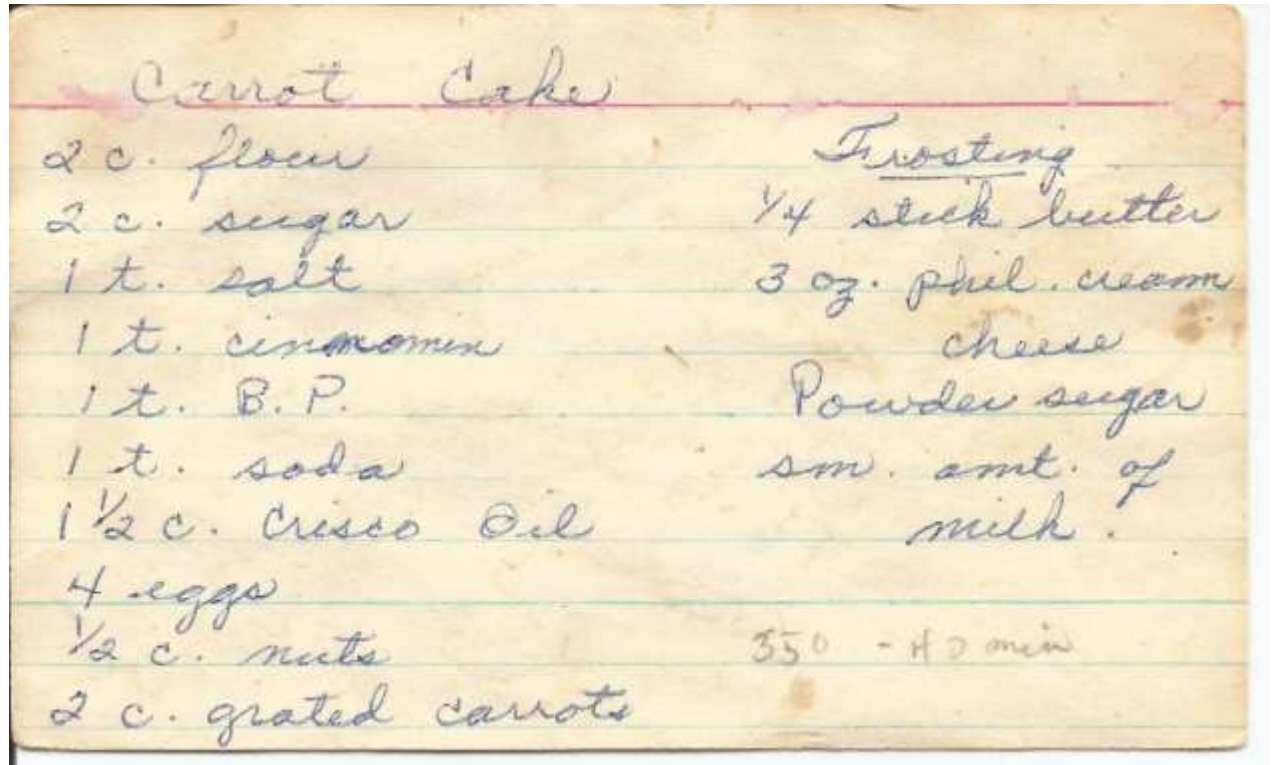 Carrot Cake
2 c. flour
2 c. sugar
1 t. salt
1 t. cinnomin
1 t. B.P.
1 t. soda
1 1/2 c. Crisco Oil
4 eggs
1/2 c. nuts
2 c. grated carrots
Frosting
1/4 stick butter
3 oz. phil. cream
cheese
Powder sugar
sm. amt. of
milk.
350 - 40 min